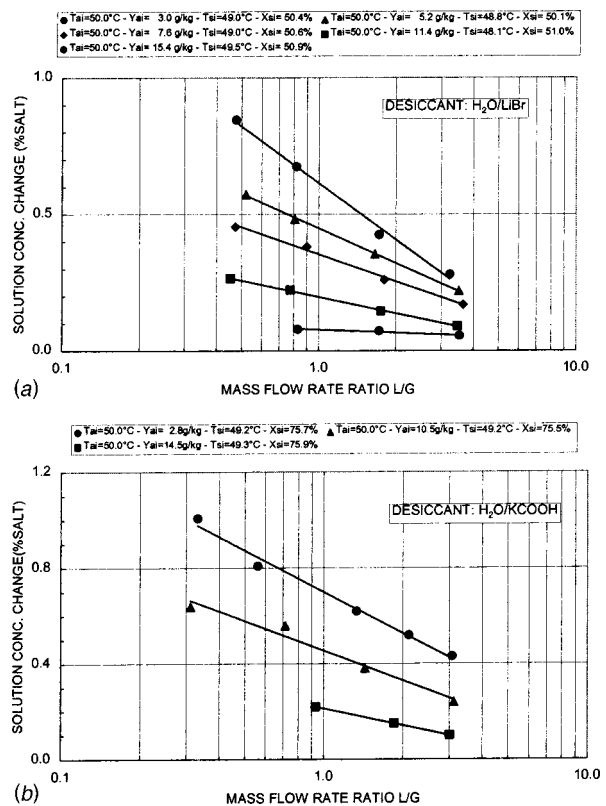 ● Tai=50.0°C - Yai= 3.0 g/kg - Tsi=49.0°C - Xsi= 50.4% ▲ Tai=50.0°C - Yai= 5.2 g/kg - Tsi=48.8°C - Xsi= 50.1%
◆ Tai=50.0°C - Yai= 7.6 g/kg - Tsi=49.0°C - Xsi= 50.6% ■ Tai=50.0°C - Yai= 11.4 g/kg - Tsi=48.1°C - Xsi= 51.0%
● Tai=50.0°C - Yai= 15.4 g/kg - Tsi=49.5°C - Xsi= 50.9%
1.0
DESICCANT: H₂O/LiBr
SOLUTION CONC. CHANGE (%SALT)
0.5
0.0
0.1 1.0 10.0
(a) MASS FLOW RATE RATIO L/G
● Tai=50.0°C - Yai= 2.8g/kg - Tsi=49.2°C - Xsi=75.7% ▲ Tai=50.0°C - Yai=10.5g/kg - Tsi=49.2°C - Xsi=75.5%
■ Tai=50.0°C - Yai=14.5g/kg - Tsi=49.3°C - Xsi=75.9%
1.2
DESICCANT: H₂O/KCOOH
SOLUTION CONC. CHANGE(%SALT)
0.8
0.4
0.0
0.1 1.0 10.0
(b) MASS FLOW RATE RATIO L/G